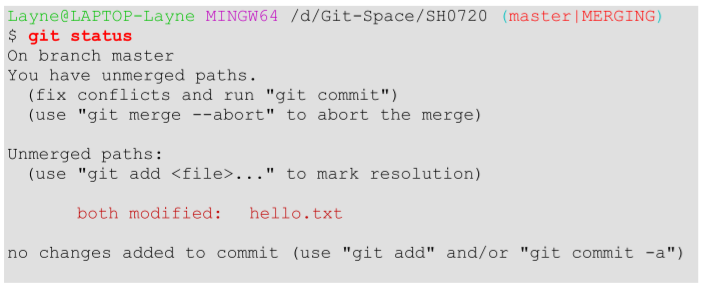 Layne@LAPTOP-Layne MINGW64 /d/Git-Space/SH0720 (master|MERGING)
$ git status
On branch master
You have unmerged paths.
  (fix conflicts and run "git commit")
  (use "git merge --abort" to abort the merge)

Unmerged paths:
  (use "git add <file>..." to mark resolution)

        both modified:   hello.txt

no changes added to commit (use "git add" and/or "git commit -a")